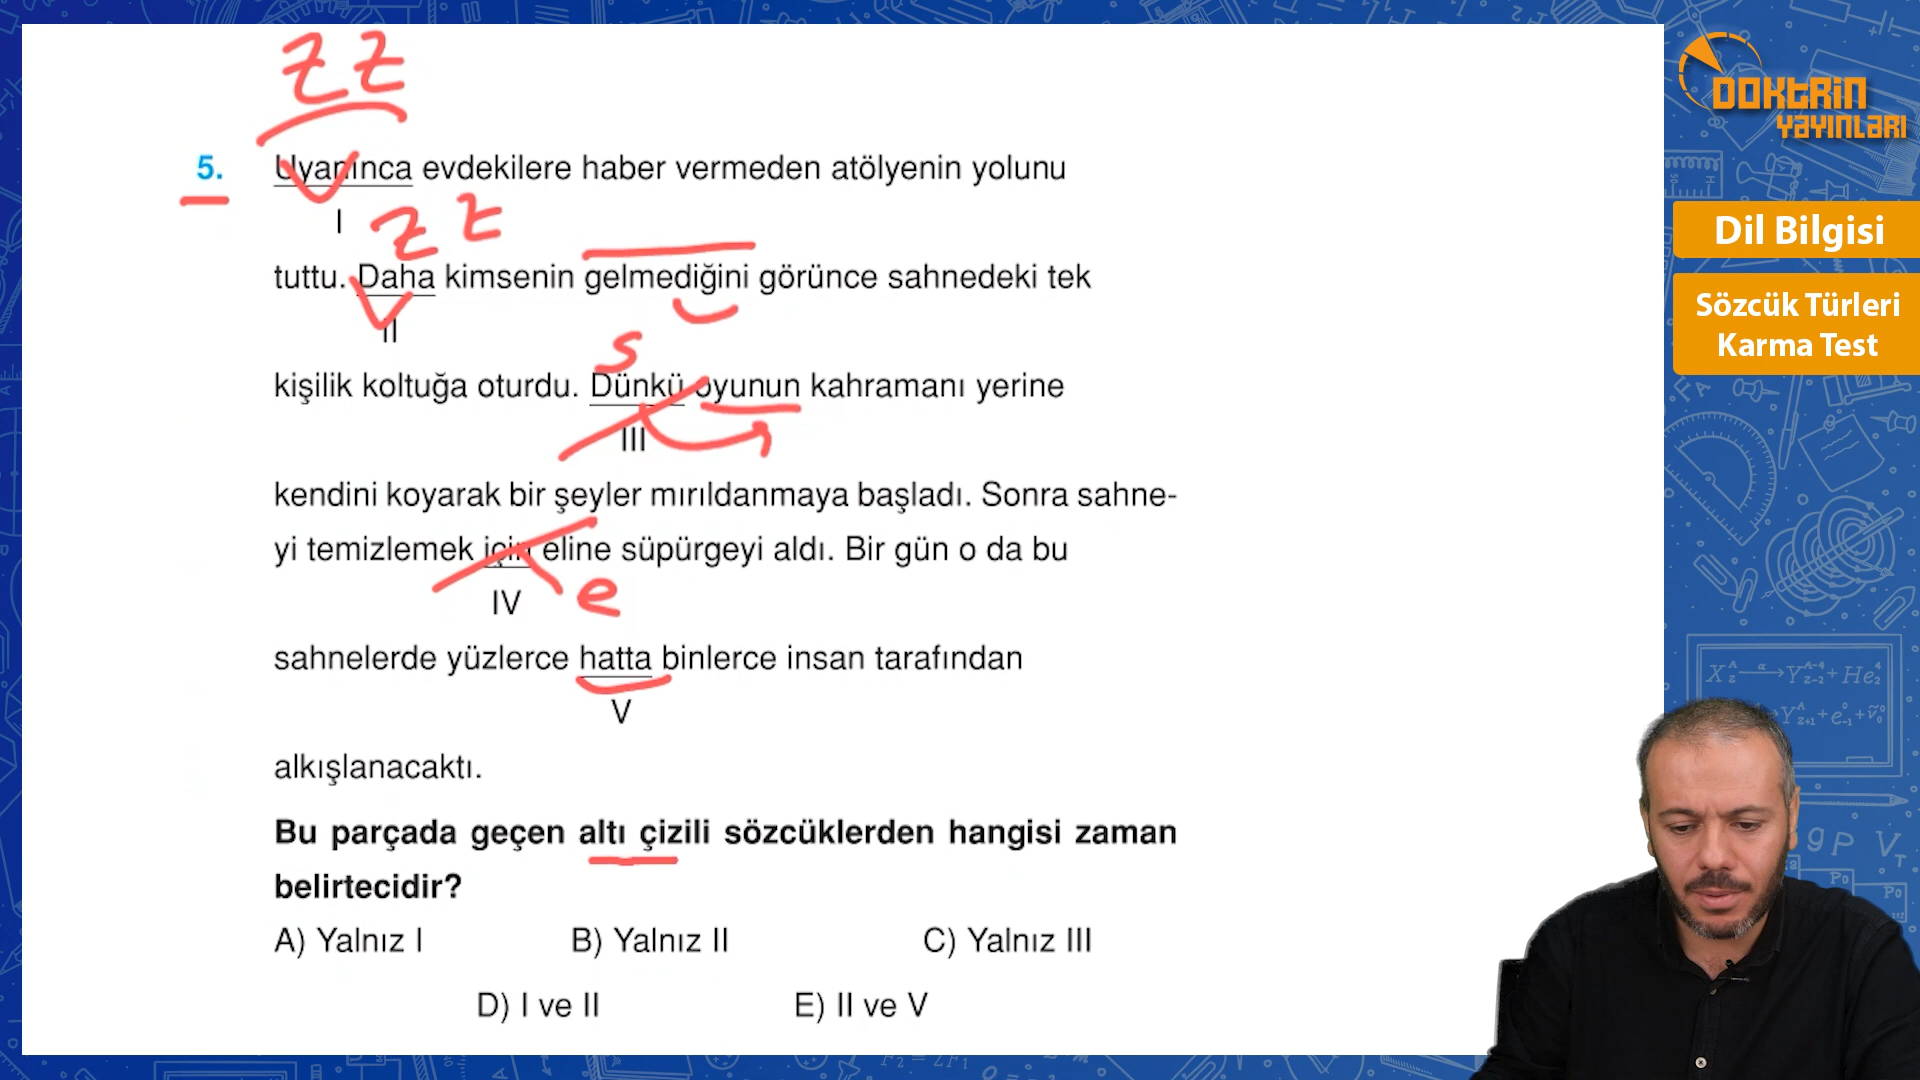 Z Z
5. Uyanınca evdekilere haber vermeden atölyenin yolunu
I
Z Z
tuttu. Daha kimsenin gelmediğini görünce sahnedeki tek
II
S
kişilik koltuğa oturdu. Dünkü oyunun kahramanı yerine
III
kendini koyarak bir şeyler mırıldanmaya başladı. Sonra sahne-
yi temizlemek için eline süpürgeyi aldı. Bir gün o da bu
IV e
sahnelerde yüzlerce hatta binlerce insan tarafından
V
alkışlanacaktı.
Bu parçada geçen altı çizili sözcüklerden hangisi zaman
belirtecidir?
A) Yalnız I B) Yalnız II C) Yalnız III
D) I ve II E) II ve V
DOKTRİN
YAYINLARI
Dil Bilgisi
Sözcük Türleri
Karma Test